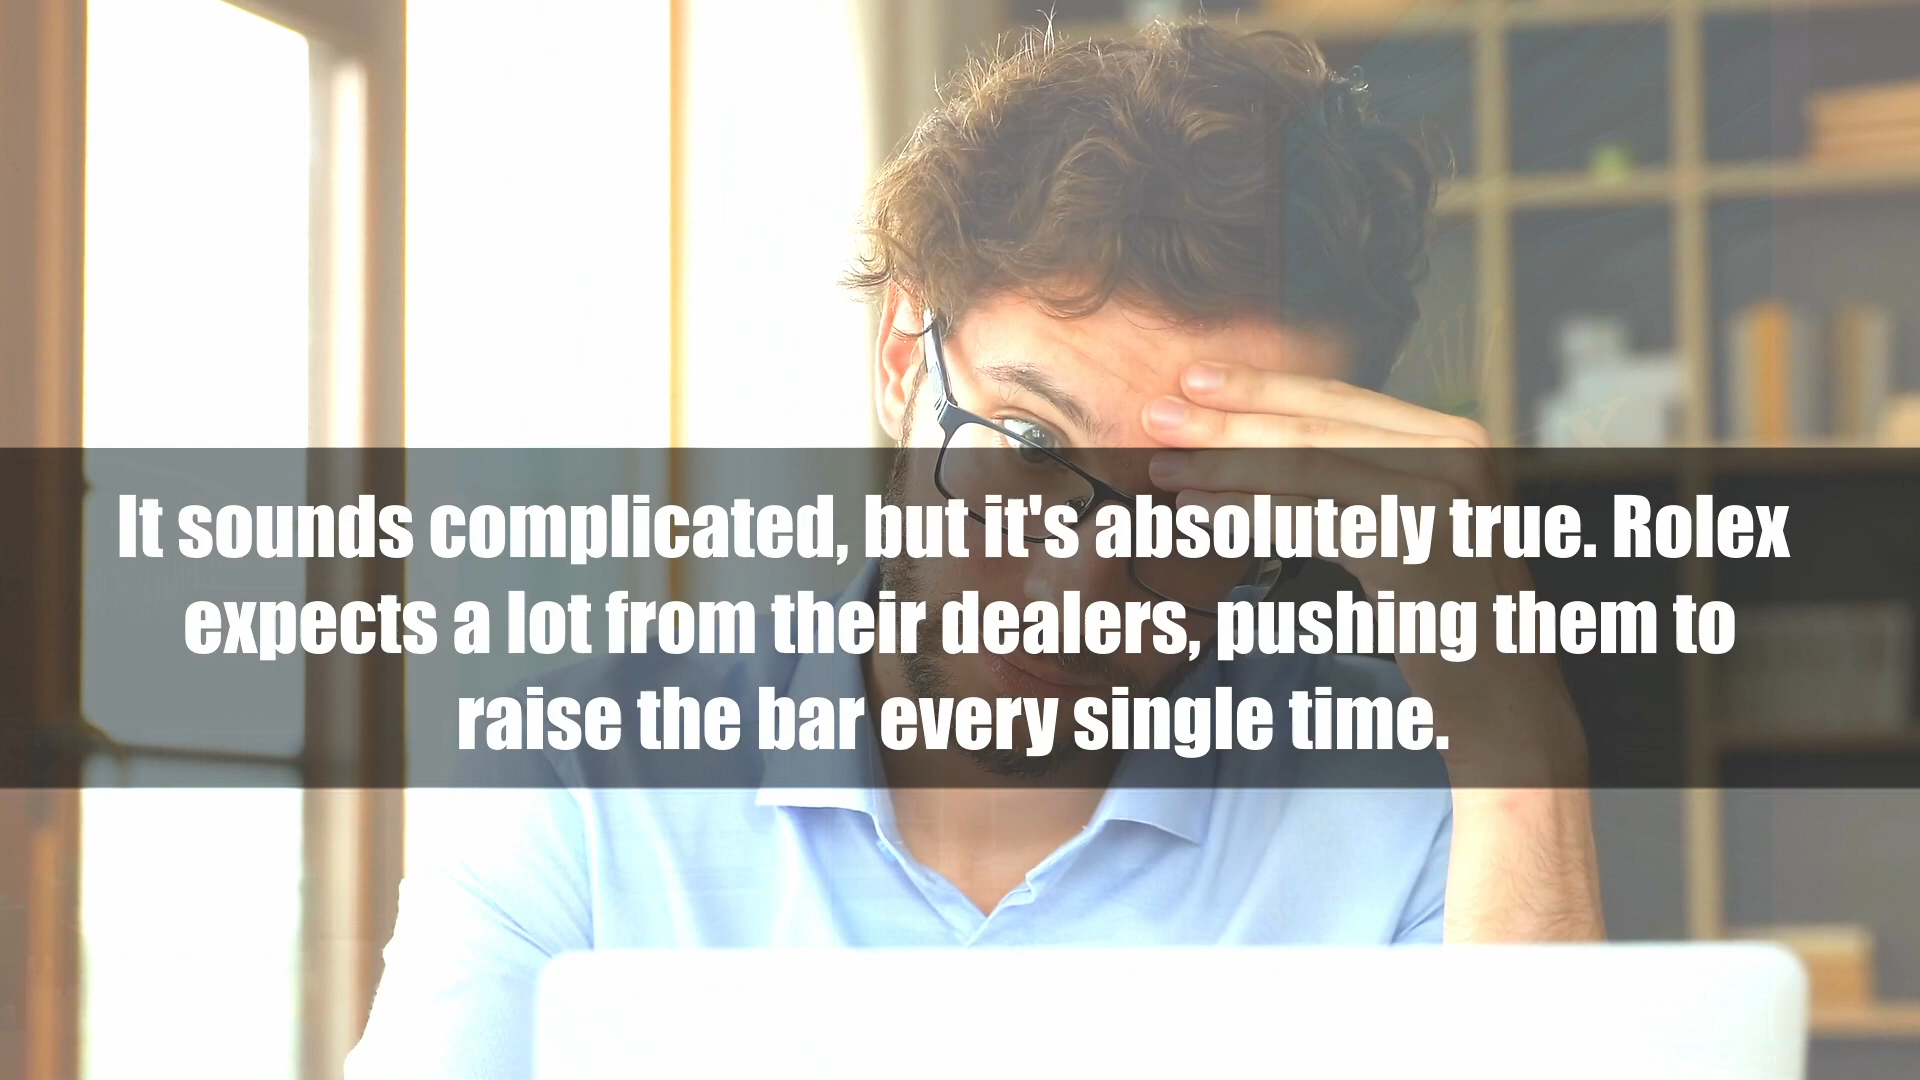 It sounds complicated, but it's absolutely true. Rolex
expects a lot from their dealers, pushing them to
raise the bar every single time.